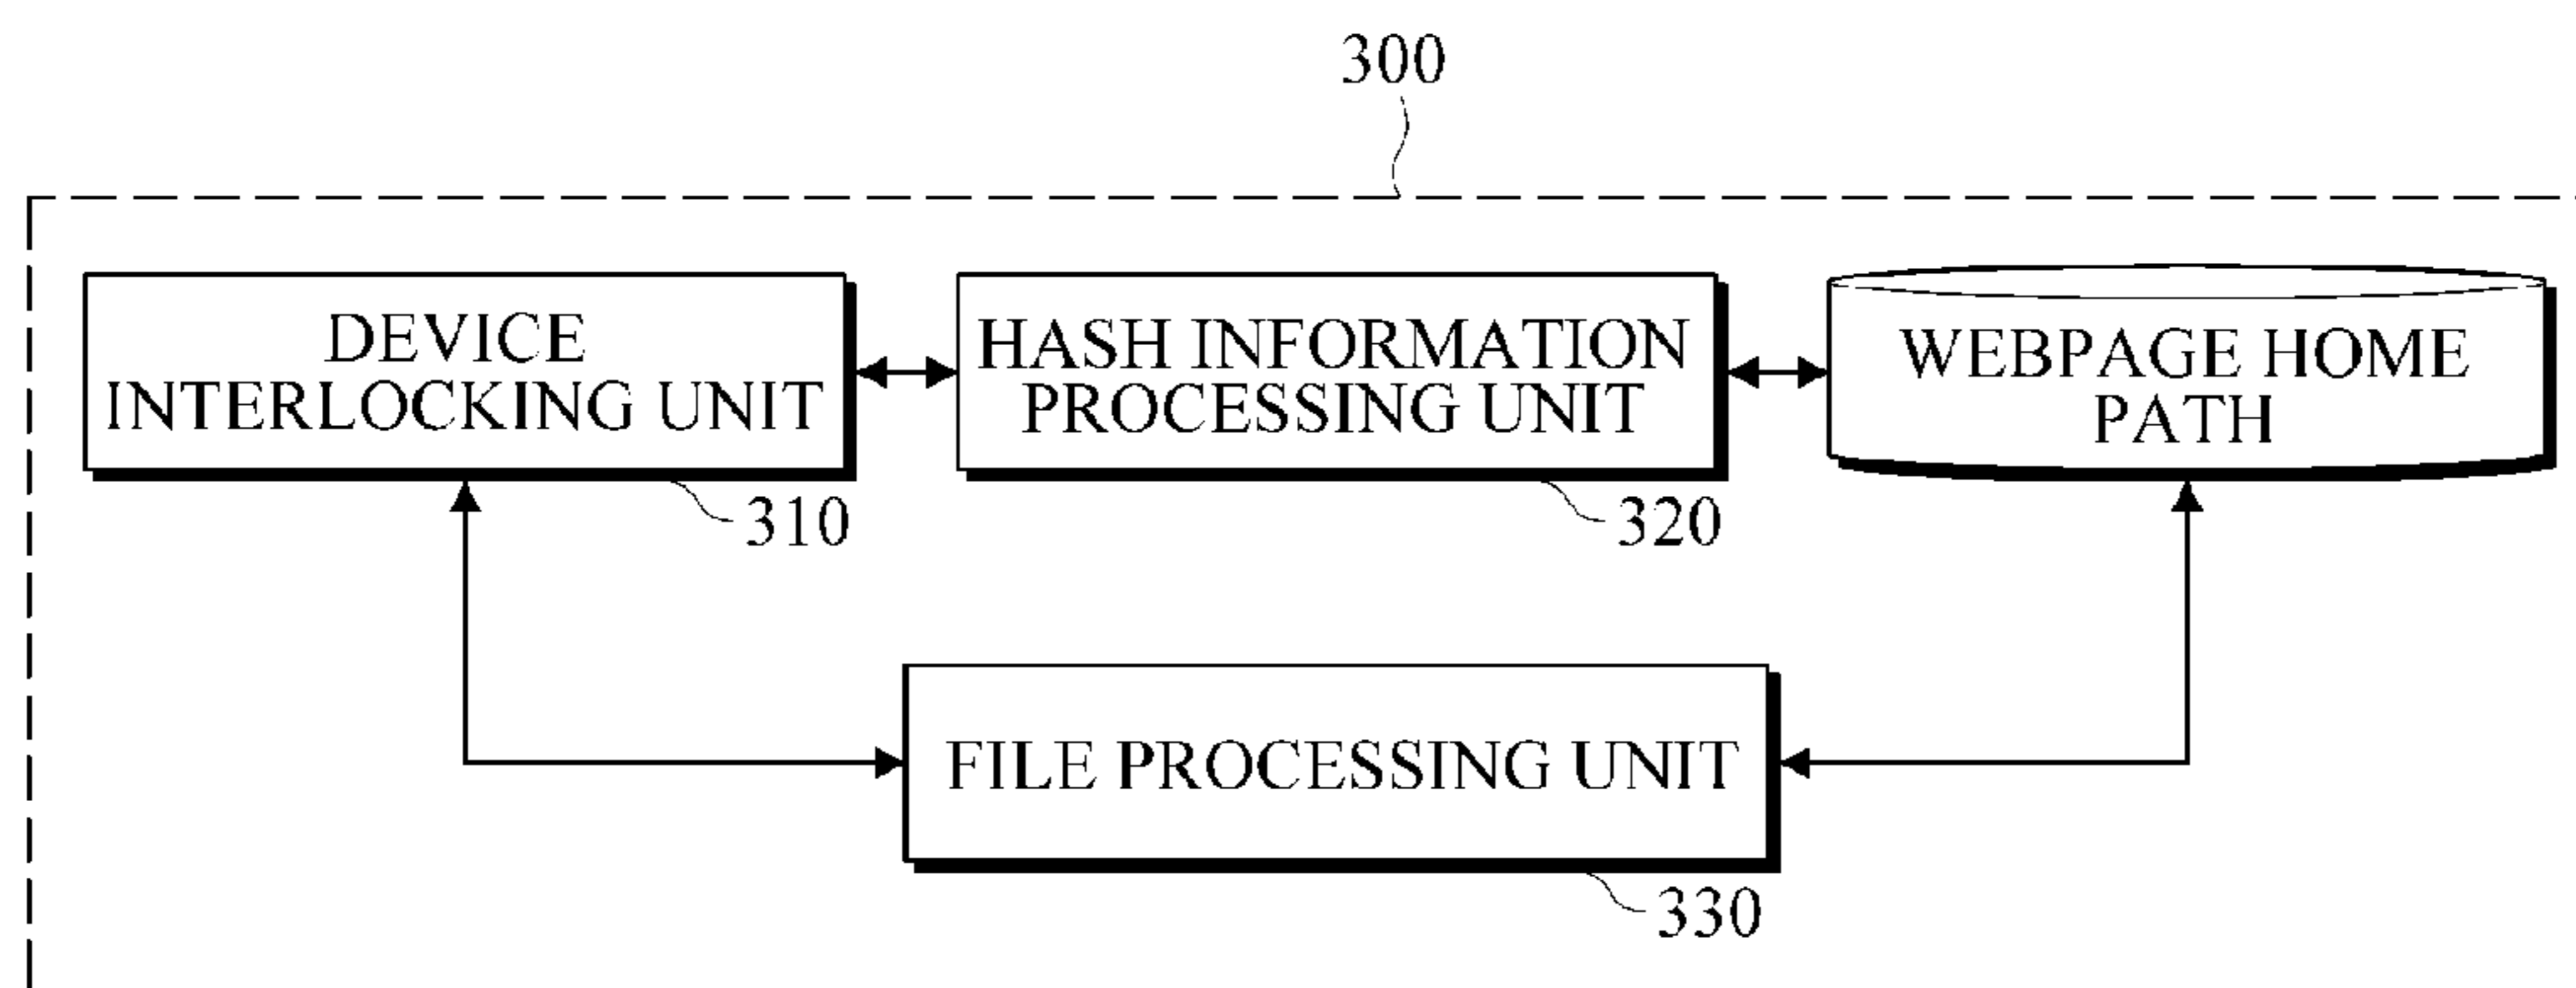 300
DEVICE
INTERLOCKING UNIT
HASH INFORMATION
PROCESSING UNIT
WEBPAGE HOME
PATH
310
320
FILE PROCESSING UNIT
330